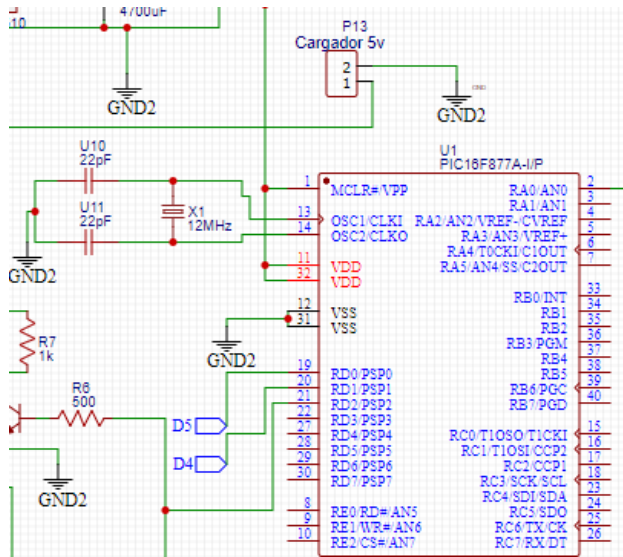 510
4700uF
P13
Cargador 5v
2
1
GND2
GND2
U10
22pF
U11
22pF
X1
12MHz
GND2
U1
PIC16F877A-I/P
1 MCLR#/VPP
13 OSC1/CLKI
14 OSC2/CLKO
11 VDD
32 VDD
12 VSS
31 VSS
GND2
19 RD0/PSP0
20 RD1/PSP1
21 RD2/PSP2
22 RD3/PSP3
27 RD4/PSP4
28 RD5/PSP5
29 RD6/PSP6
30 RD7/PSP7
8 RE0/RD#/AN5
9 RE1/WR#/AN6
10 RE2/CS#/AN7
RA0/AN0 2
RA1/AN1 3
RA2/AN2/VREF-/CVREF 4
RA3/AN3/VREF+ 5
RA4/T0CKI/C1OUT 6
RA5/AN4/SS/C2OUT 7
RB0/INT 33
RB1 34
RB2 35
RB3/PGM 36
RB4 37
RB5 38
RB6/PGC 39
RB7/PGD 40
RC0/T1OSO/T1CKI 15
RC1/T1OSI/CCP2 16
RC2/CCP1 17
RC3/SCK/SCL 18
RC4/SDI/SDA 23
RC5/SDO 24
RC6/TX/CK 25
RC7/RX/DT 26
R7
1k
R6
500
D5
D4
GND2